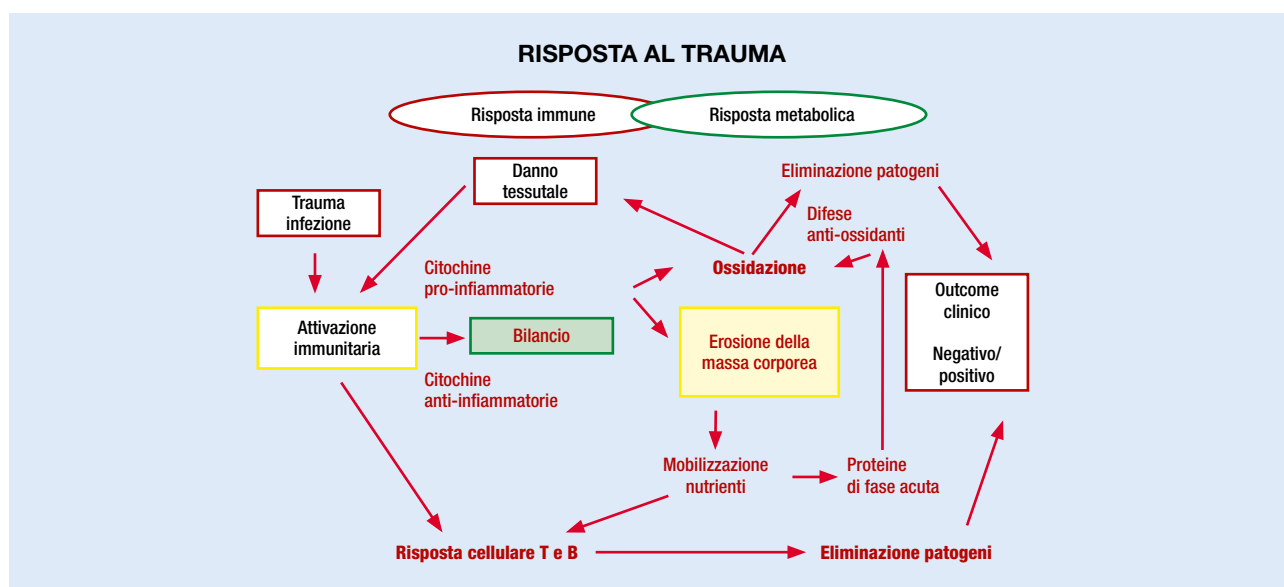 RISPOSTA AL TRAUMA
Risposta immune
Risposta metabolica
Danno
tessutale
Eliminazione patogeni
Trauma
infezione
Difese
anti-ossidanti
Citochine
pro-infiammatorie
Ossidazione
Outcome
clinico
Negativo/
positivo
Attivazione
immunitaria
Bilancio
Erosione della
massa corporea
Citochine
anti-infiammatorie
Mobilizzazione
nutrienti
Proteine
di fase acuta
Risposta cellulare T e B
Eliminazione patogeni